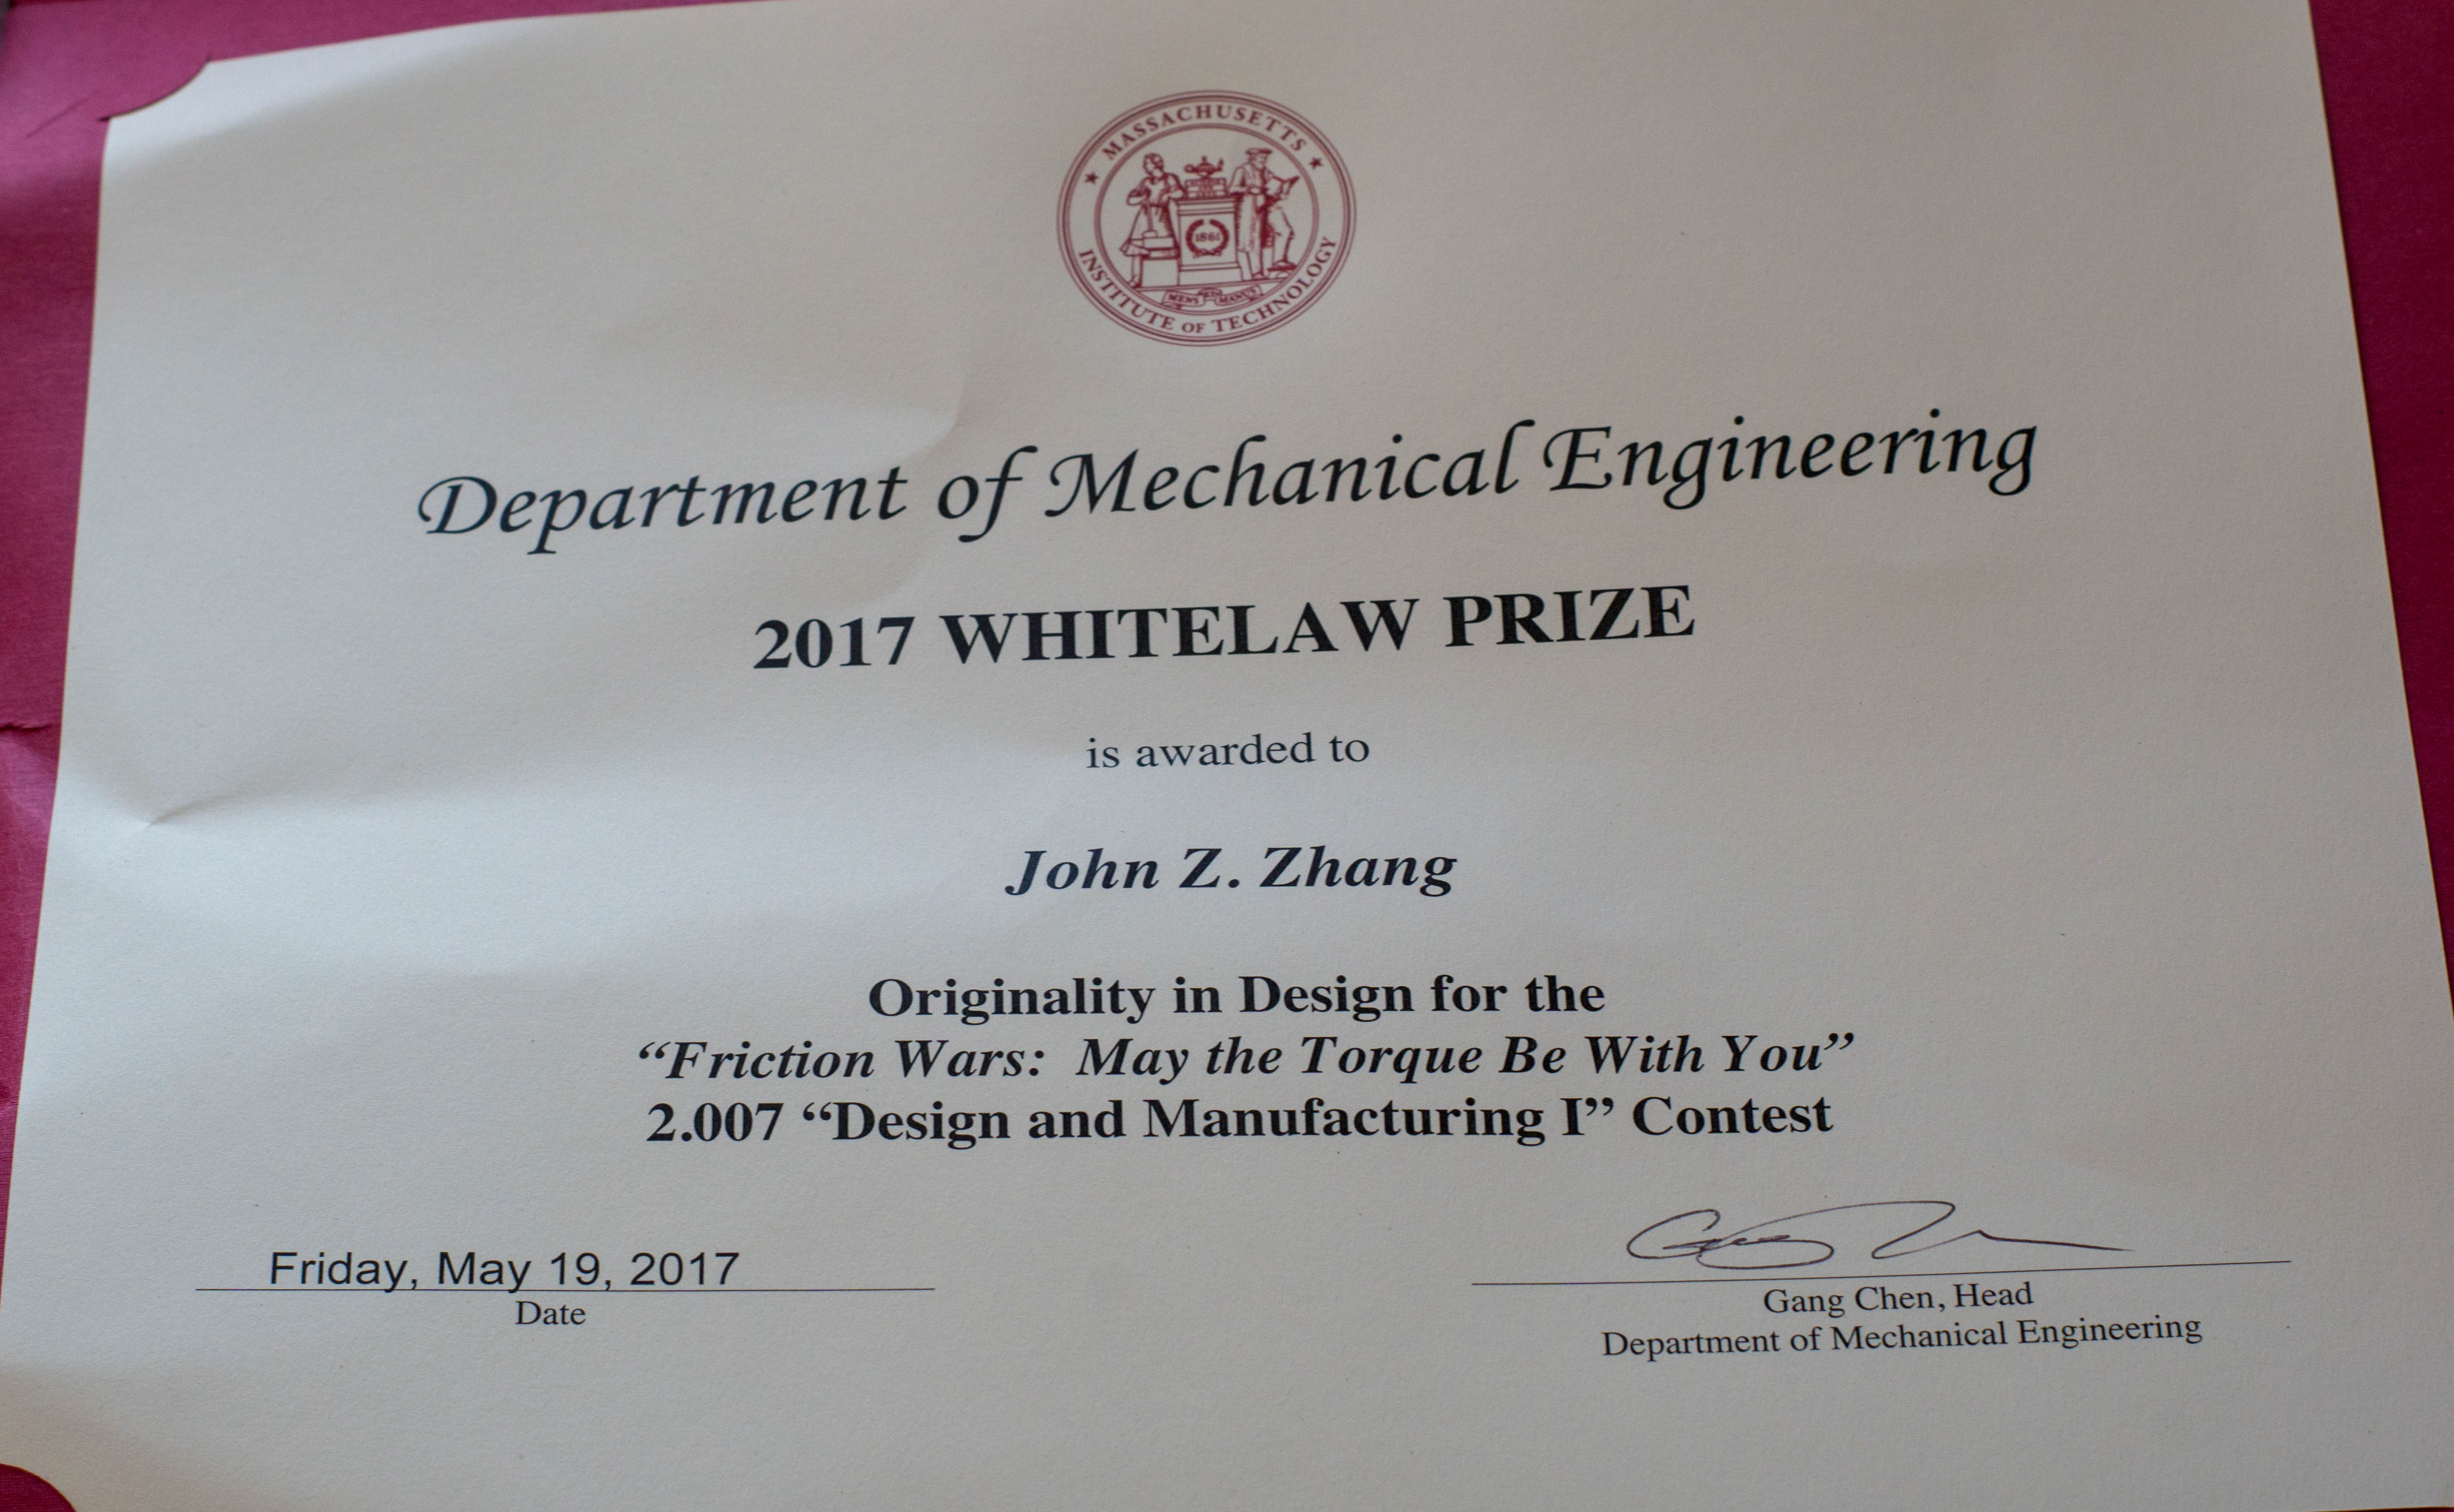 MASSACHUSETTS
INSTITUTE OF TECHNOLOGY
1861
MENS ET MANUS
Department of Mechanical Engineering
2017 WHITELAW PRIZE
is awarded to
John Z. Zhang
Originality in Design for the
“Friction Wars: May the Torque Be With You”
2.007 “Design and Manufacturing I” Contest
Friday, May 19, 2017
Date
Gang Chen, Head
Department of Mechanical Engineering